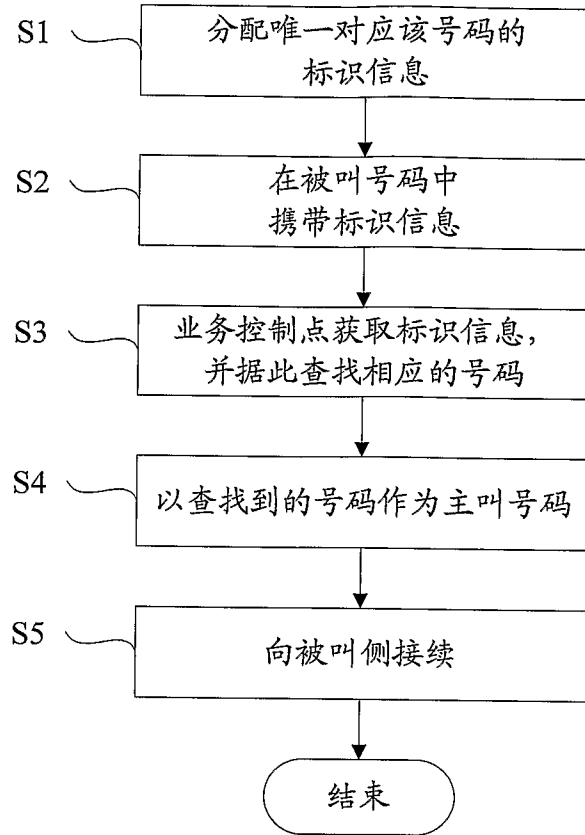 S1
分配唯一对应该号码的
标识信息
S2
在被叫号码中
携带标识信息
S3
业务控制点获取标识信息,
并据此查找相应的号码
S4
以查找到的号码作为主叫号码
S5
向被叫侧接续
结束